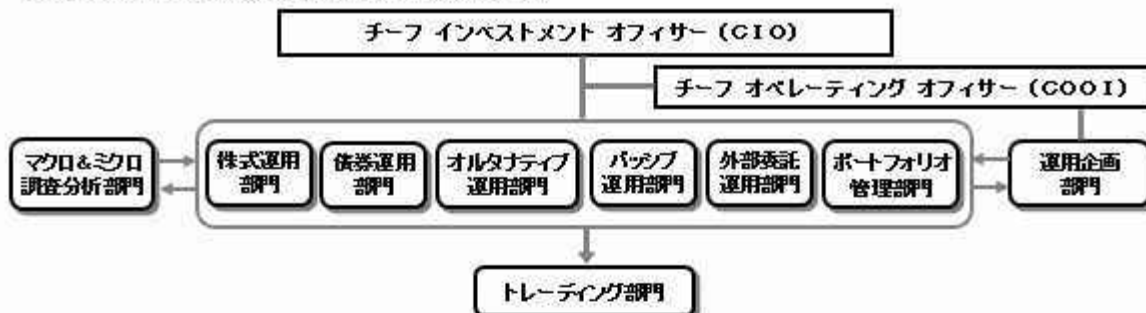 チーフ インベストメント オフィサー (CIO)
チーフ オペレーティング オフィサー (COOI)
マクロ&ミクロ
調査分析部門
株式運用
部門
債券運用
部門
オルタナティブ
運用部門
パッシブ
運用部門
外部委託
運用部門
ポートフォリオ
管理部門
運用企画
部門
トレーディング部門